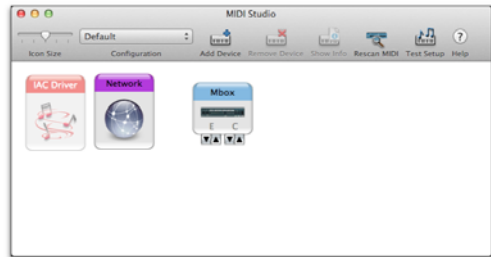 MIDI Studio
Default
Icon Size Configuration Add Device Remove Device Show Info Rescan MIDI Test Setup Help
IAC Driver Network Mbox
E C